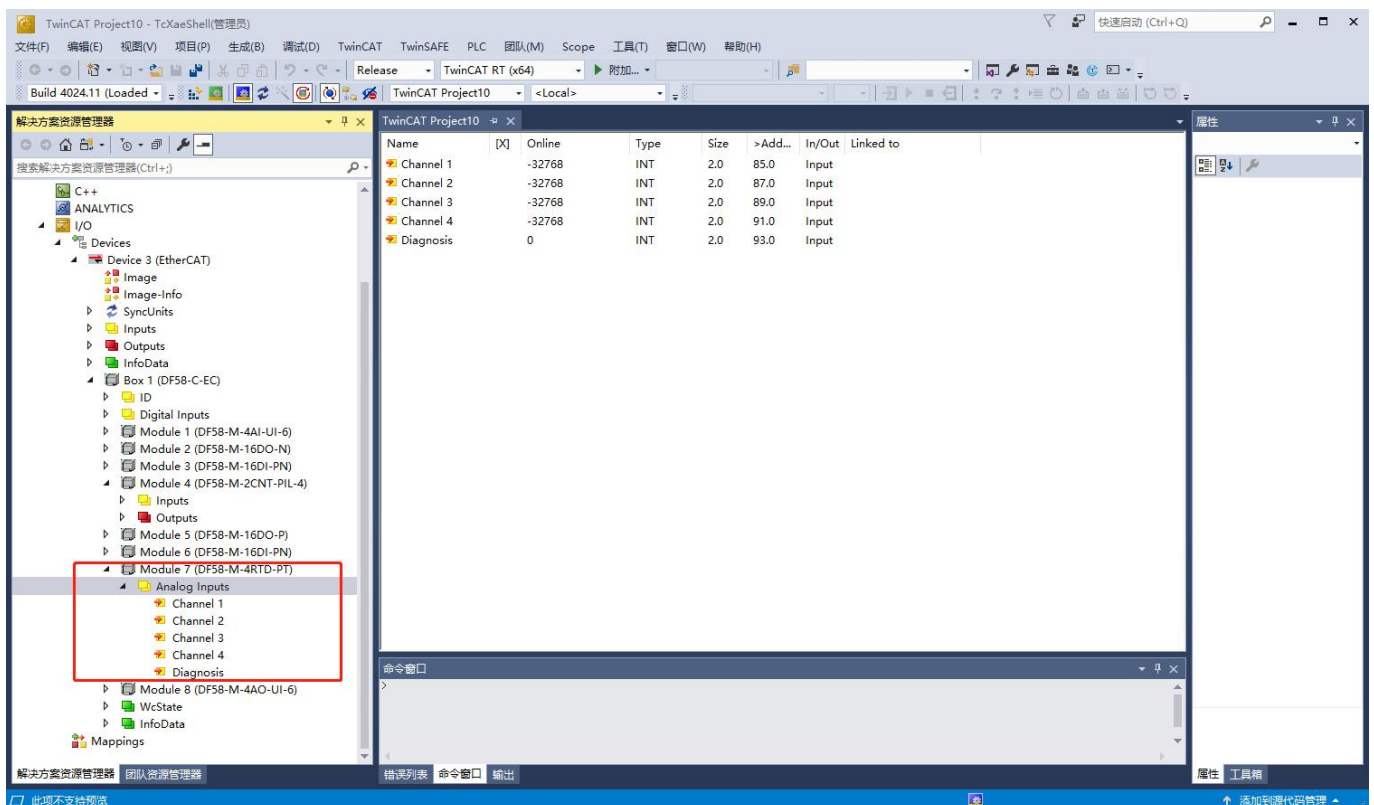 TwinCAT Project10 - TcXaeShell(管理员)
快速启动 (Ctrl+Q)
文件(F) 编辑(E) 视图(V) 项目(P) 生成(B) 调试(D) TwinCAT TwinSAFE PLC 团队(M) Scope 工具(T) 窗口(W) 帮助(H)
Release TwinCAT RT (x64) 附加...
Build 4024.11 (Loaded TwinCAT Project10 <Local>
解决方案资源管理器
搜索解决方案资源管理器(Ctrl+;)
C++
ANALYTICS
I/O
Devices
Device 3 (EtherCAT)
Image
Image-Info
SyncUnits
Inputs
Outputs
InfoData
Box 1 (DF58-C-EC)
ID
Digital Inputs
Module 1 (DF58-M-4AI-UI-6)
Module 2 (DF58-M-16DO-N)
Module 3 (DF58-M-16DI-PN)
Module 4 (DF58-M-2CNT-PIL-4)
Inputs
Outputs
Module 5 (DF58-M-16DO-P)
Module 6 (DF58-M-16DI-PN)
Module 7 (DF58-M-4RTD-PT)
Analog Inputs
Channel 1
Channel 2
Channel 3
Channel 4
Diagnosis
Module 8 (DF58-M-4AO-UI-6)
WcState
InfoData
Mappings
解决方案资源管理器 团队资源管理器
TwinCAT Project10
Name [X] Online Type Size >Add... In/Out Linked to
Channel 1 -32768 INT 2.0 85.0 Input
Channel 2 -32768 INT 2.0 87.0 Input
Channel 3 -32768 INT 2.0 89.0 Input
Channel 4 -32768 INT 2.0 91.0 Input
Diagnosis 0 INT 2.0 93.0 Input
命令窗口
>
错误列表 命令窗口 输出
属性
属性 工具箱
此项不支持预览
添加到源代码管理